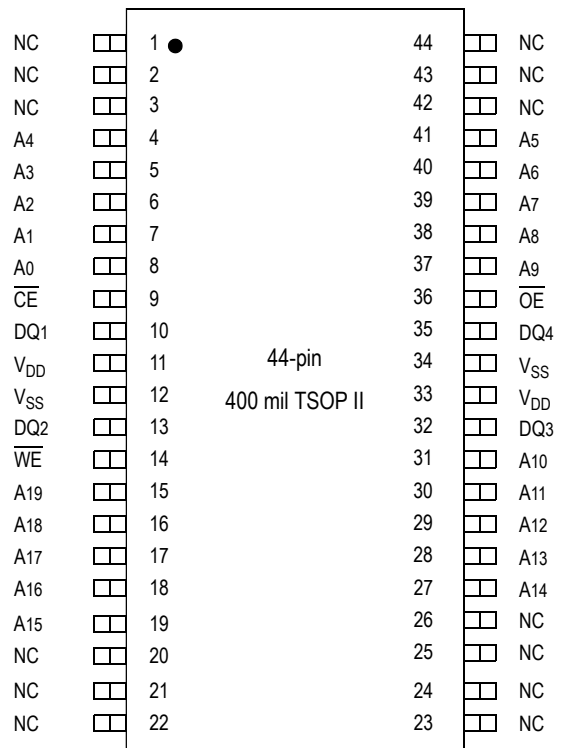 NC 1 44 NC
NC 2 43 NC
NC 3 42 NC
A4 4 41 A5
A3 5 40 A6
A2 6 39 A7
A1 7 38 A8
A0 8 37 A9
C̅E̅ 9 36 O̅E̅
DQ1 10 35 DQ4
VDD 11 34 VSS
VSS 12 33 VDD
DQ2 13 32 DQ3
W̅E̅ 14 31 A10
A19 15 30 A11
A18 16 29 A12
A17 17 28 A13
A16 18 27 A14
A15 19 26 NC
NC 20 25 NC
NC 21 24 NC
NC 22 23 NC
44-pin
400 mil TSOP II